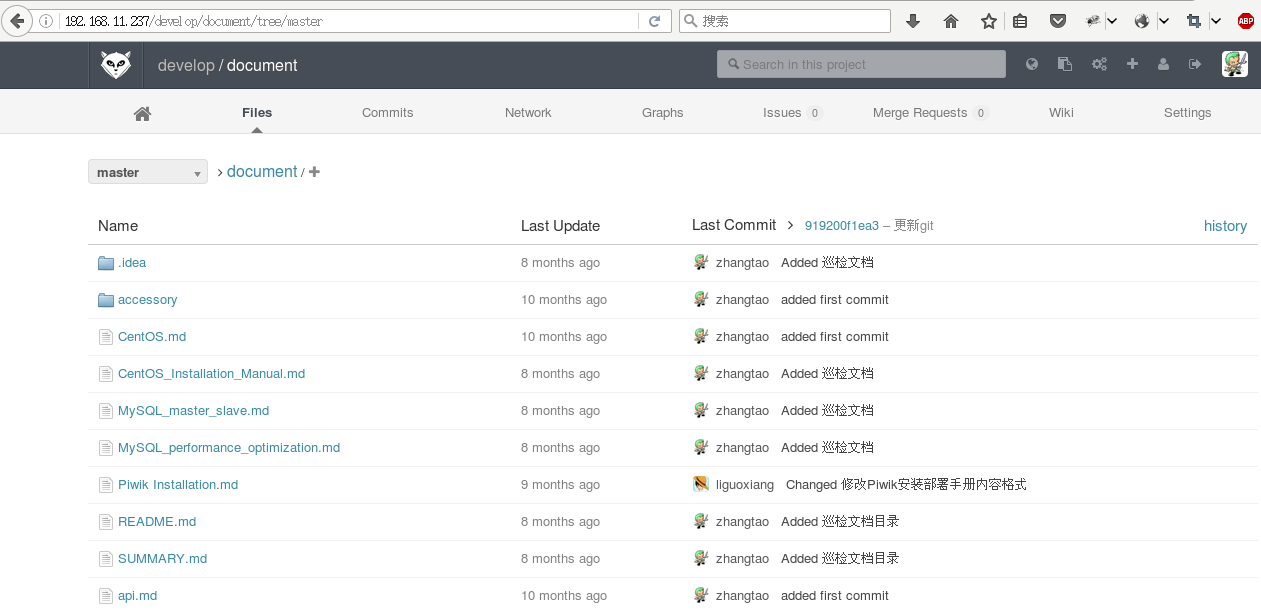 192.168.11.237/develop/document/tree/master 搜索 ABP
develop / document Search in this project
Files Commits Network Graphs Issues 0 Merge Requests 0 Wiki Settings
master > document / +
Name Last Update Last Commit > 919200f1ea3 – 更新git history
.idea 8 months ago zhangtao Added 巡检文档
accessory 10 months ago zhangtao added first commit
CentOS.md 10 months ago zhangtao added first commit
CentOS_Installation_Manual.md 8 months ago zhangtao Added 巡检文档
MySQL_master_slave.md 8 months ago zhangtao Added 巡检文档
MySQL_performance_optimization.md 8 months ago zhangtao Added 巡检文档
Piwik Installation.md 9 months ago liguoxiang Changed 修改Piwik安装部署手册内容格式
README.md 8 months ago zhangtao Added 巡检文档目录
SUMMARY.md 8 months ago zhangtao Added 巡检文档目录
api.md 10 months ago zhangtao added first commit